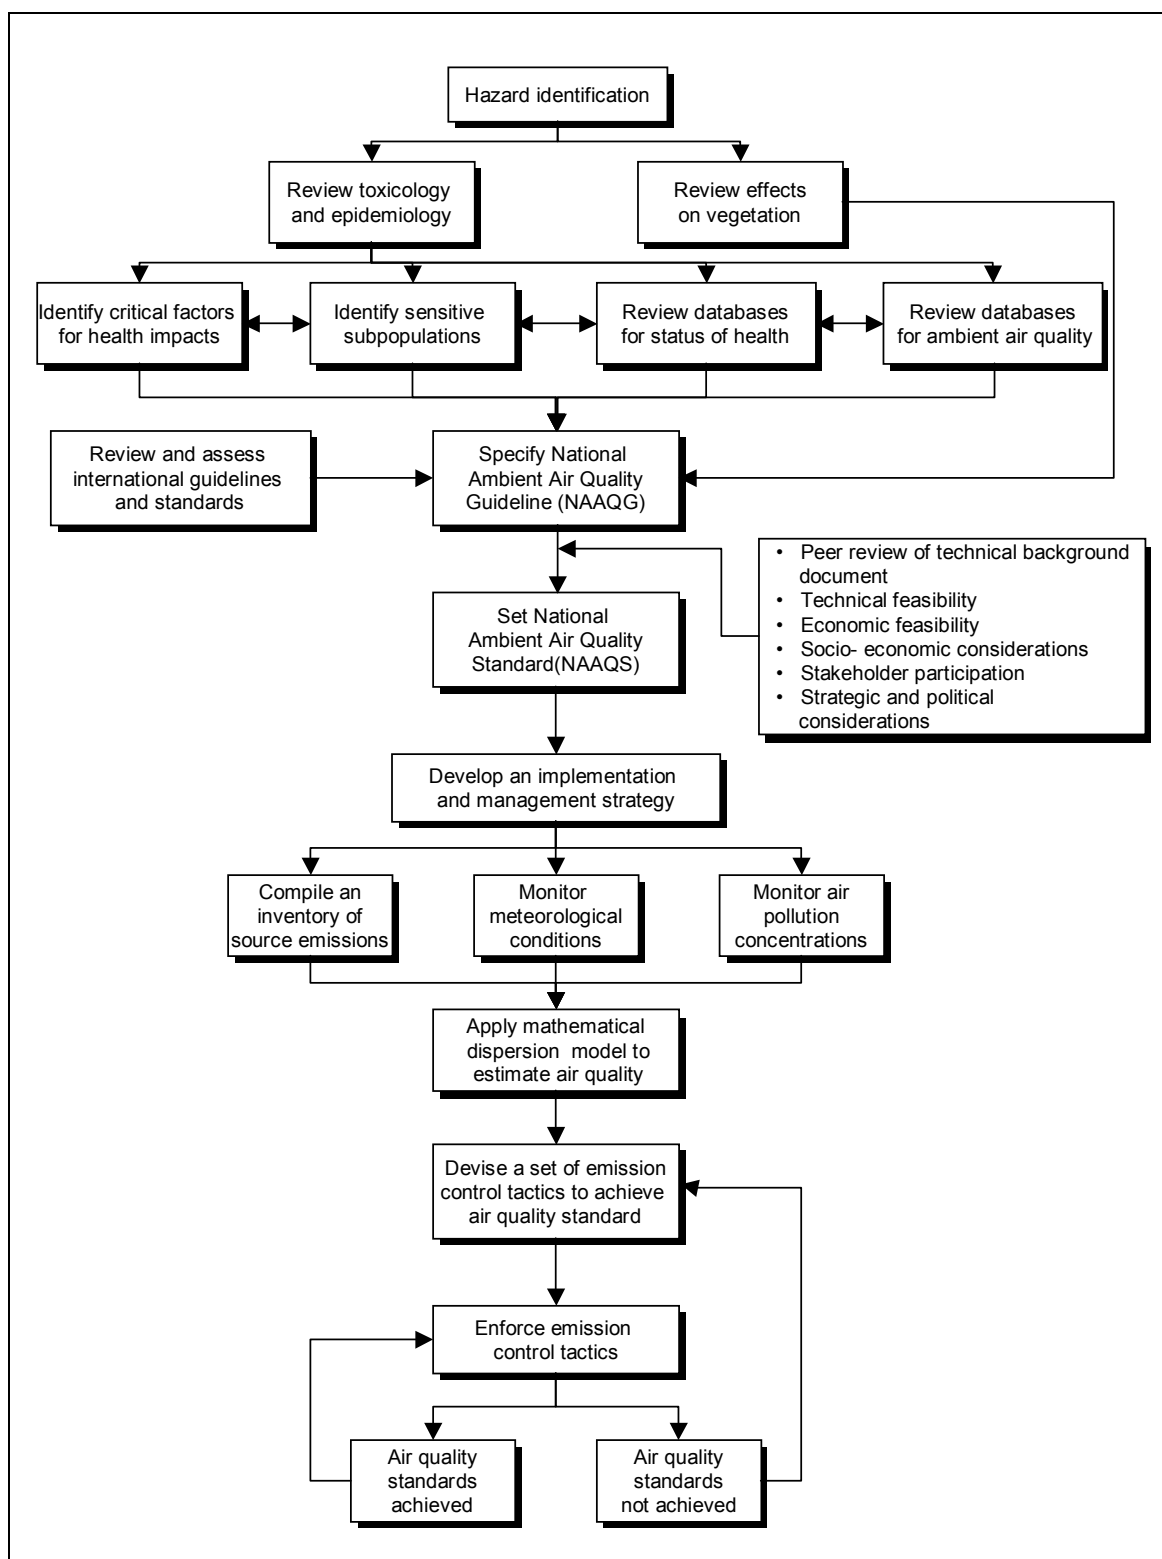 Hazard identification
Review toxicology
and epidemiology
Review effects
on vegetation
Identify critical factors
for health impacts
Identify sensitive
subpopulations
Review databases
for status of health
Review databases
for ambient air quality
Review and assess
international guidelines
and standards
Specify National
Ambient Air Quality
Guideline (NAAQG)
• Peer review of technical background
document
• Technical feasibility
• Economic feasibility
• Socio- economic considerations
• Stakeholder participation
• Strategic and political
considerations
Set National
Ambient Air Quality
Standard(NAAQS)
Develop an implementation
and management strategy
Compile an
inventory of
source emissions
Monitor
meteorological
conditions
Monitor air
pollution
concentrations
Apply mathematical
dispersion model to
estimate air quality
Devise a set of emission
control tactics to achieve
air quality standard
Enforce emission
control tactics
Air quality
standards
achieved
Air quality
standards
not achieved